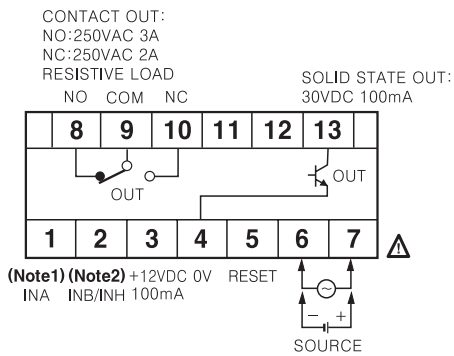 CONTACT OUT:
NO:250VAC 3A
NC:250VAC 2A
RESISTIVE LOAD
SOLID STATE OUT:
30VDC 100mA
NO COM NC
8 9 10 11 12 13
OUT
OUT
1 2 3 4 5 6 7
(Note1) (Note2) +12VDC 0V RESET
INA INB/INH 100mA
− +
SOURCE